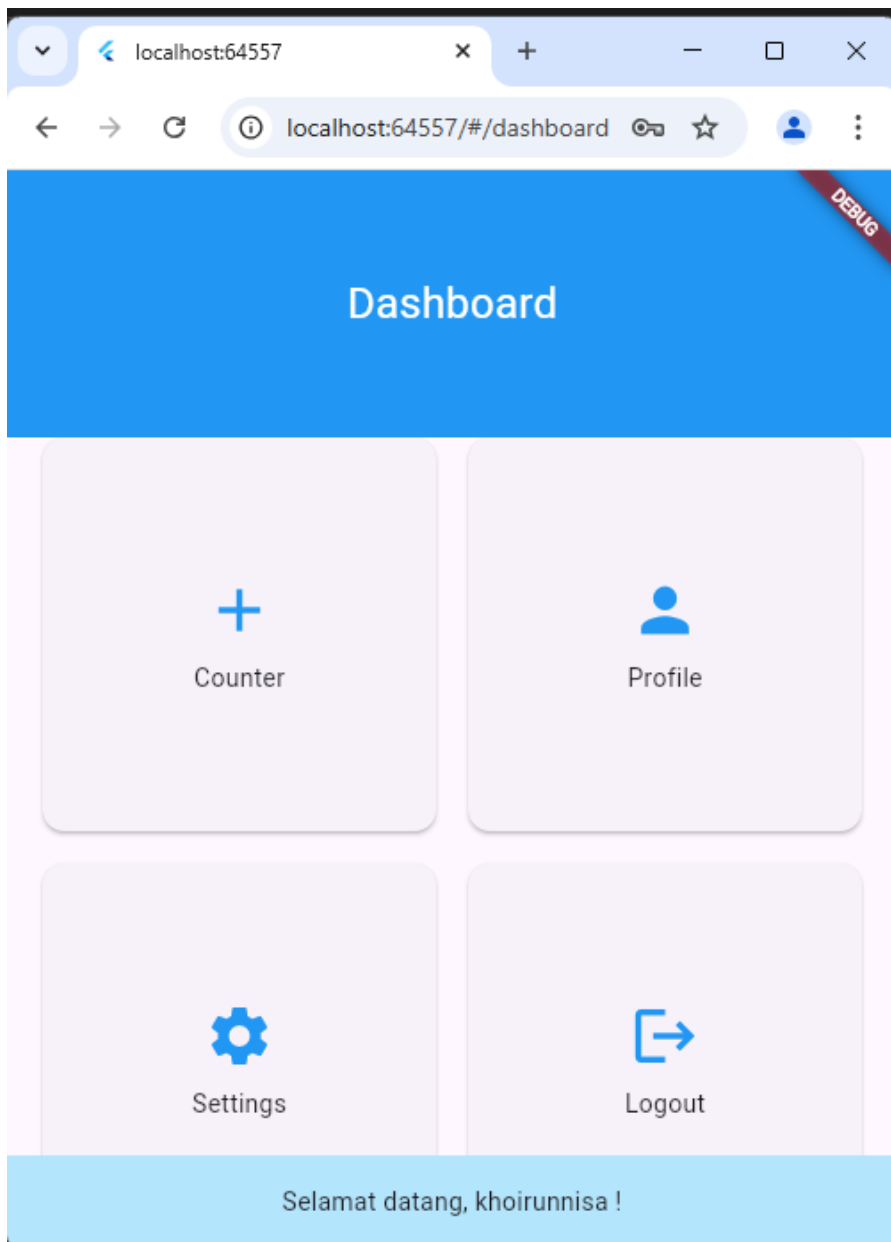 localhost:64557
localhost:64557/#/dashboard
DEBUG
Dashboard
Counter
Profile
Settings
Logout
Selamat datang, khoirunnisa !